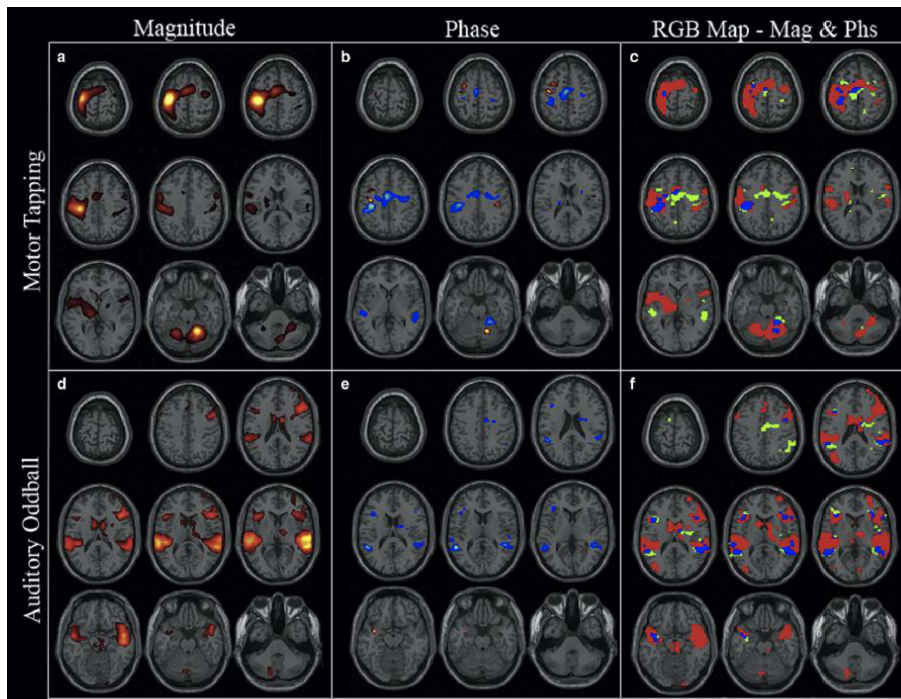 Magnitude
Phase
RGB Map - Mag & Phs
Motor Tapping
a
b
c
Auditory Oddball
d
e
f